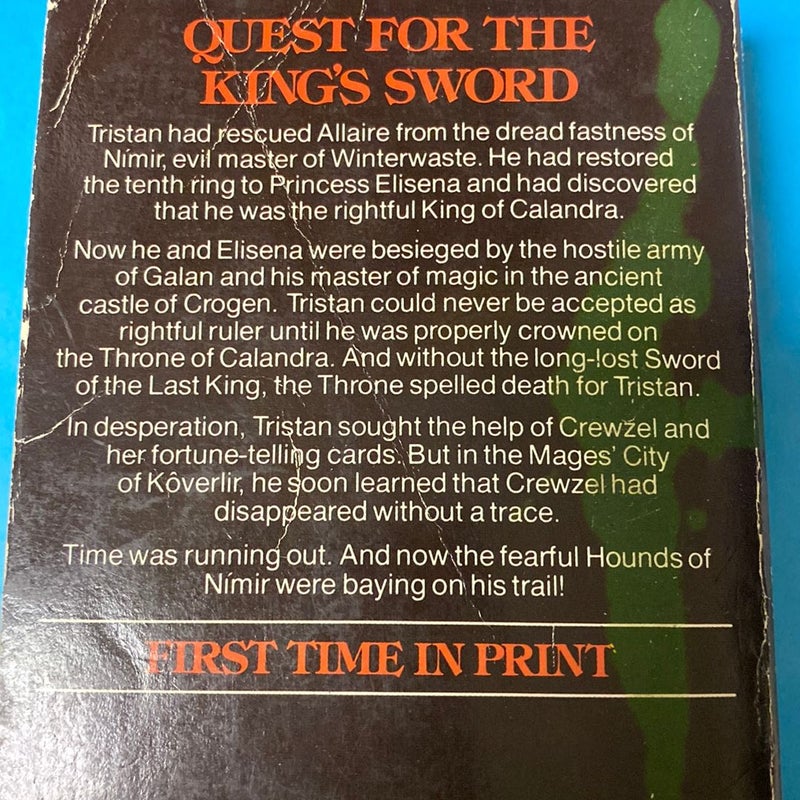 QUEST FOR THE
KING'S SWORD
Tristan had rescued Allaire from the dread fastness of
Nímir, evil master of Winterwaste. He had restored
the tenth ring to Princess Elisena and had discovered
that he was the rightful King of Calandra.
Now he and Elisena were besieged by the hostile army
of Galan and his master of magic in the ancient
castle of Crogen. Tristan could never be accepted as
rightful ruler until he was properly crowned on
the Throne of Calandra. And without the long-lost Sword
of the Last King, the Throne spelled death for Tristan.
In desperation, Tristan sought the help of Crewzel and
her fortune-telling cards. But in the Mages' City
of Kôverlir, he soon learned that Crewzel had
disappeared without a trace.
Time was running out. And now the fearful Hounds of
Nímir were baying on his trail!
FIRST TIME IN PRINT